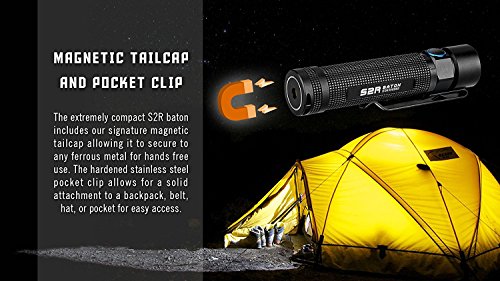 MAGNETIC TAILCAP
AND POCKET CLIP
The extremely compact S2R baton
includes our signature magnetic
tailcap allowing it to secure to
any ferrous metal for hands free
use. The hardened stainless steel
pocket clip allows for a solid
attachment to a backpack, belt,
hat, or pocket for easy access.
S2R BATON